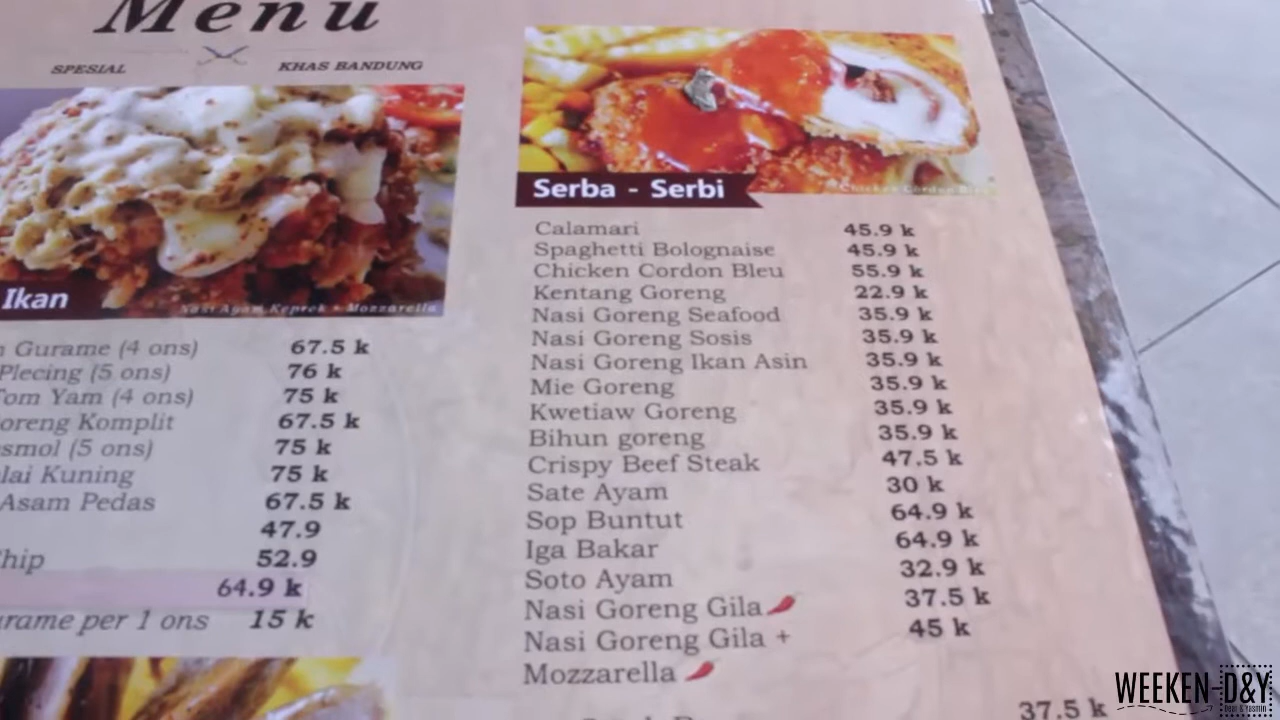 Menu
SPESIAL KHAS BANDUNG
Ikan
Nasi Ayam Keprek + Mozzarella
Gurame (4 ons) 67.5 k
Plecing (5 ons) 76 k
Tom Yam (4 ons) 75 k
oreng Komplit 67.5 k
esmol (5 ons) 75 k
lai Kuning 75 k
Asam Pedas 67.5 k
47.9
hip 52.9
64.9 k
urame per 1 ons 15 k
Chicken Cordon Bleu
Serba - Serbi
Calamari 45.9 k
Spaghetti Bolognaise 45.9 k
Chicken Cordon Bleu 55.9 k
Kentang Goreng 22.9 k
Nasi Goreng Seafood 35.9 k
Nasi Goreng Sosis 35.9 k
Nasi Goreng Ikan Asin 35.9 k
Mie Goreng 35.9 k
Kwetiaw Goreng 35.9 k
Bihun goreng 35.9 k
Crispy Beef Steak 47.5 k
Sate Ayam 30 k
Sop Buntut 64.9 k
Iga Bakar 64.9 k
Soto Ayam 32.9 k
Nasi Goreng Gila 37.5 k
Nasi Goreng Gila + 45 k
Mozzarella
37.5 k
WEEKEN-D&Y